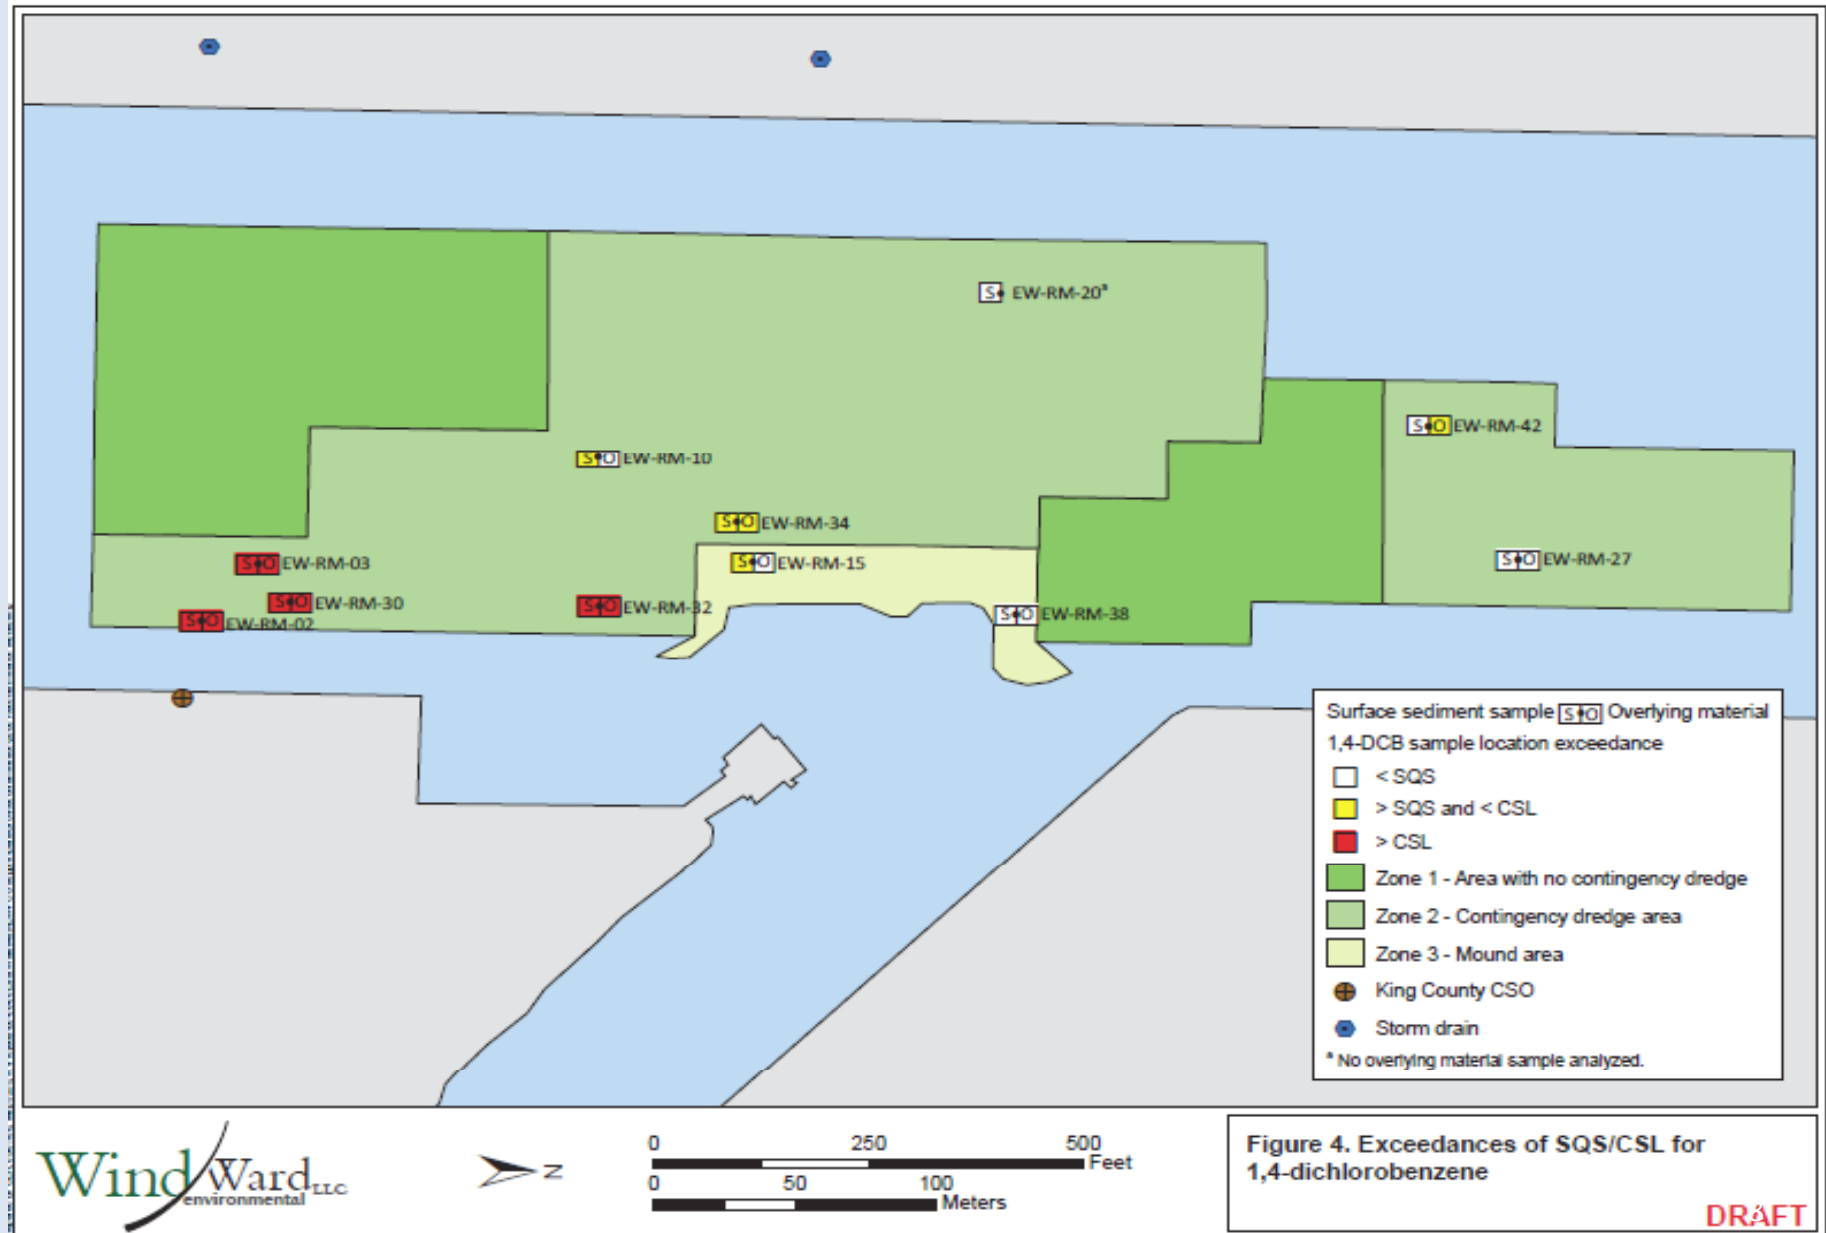 S O EW-RM-20ᵃ
S O EW-RM-42
S O EW-RM-10
S O EW-RM-34
S O EW-RM-15
S O EW-RM-27
S O EW-RM-03
S O EW-RM-30
S O EW-RM-32
S O EW-RM-38
S O EW-RM-02
Surface sediment sample S O Overlying material
1,4-DCB sample location exceedance
< SQS
> SQS and < CSL
> CSL
Zone 1 - Area with no contingency dredge
Zone 2 - Contingency dredge area
Zone 3 - Mound area
King County CSO
Storm drain
ᵃ No overlying material sample analyzed.
WindWard LLC
environmental
N
0 250 500
Feet
0 50 100
Meters
Figure 4. Exceedances of SQS/CSL for
1,4-dichlorobenzene
DRAFT